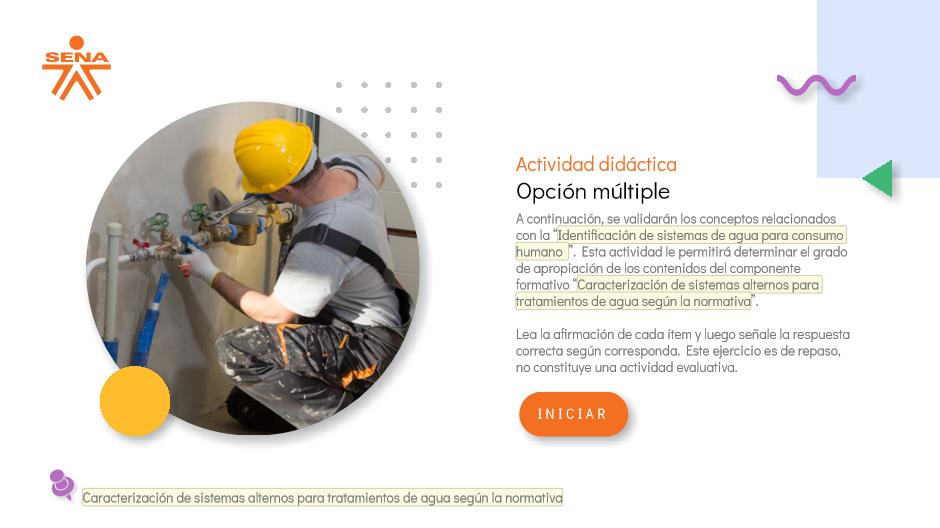 SENA
Actividad didáctica
Opción múltiple
A continuación, se validarán los conceptos relacionados
con la “Identificación de sistemas de agua para consumo
humano ”. Esta actividad le permitirá determinar el grado
de apropiación de los contenidos del componente
formativo “Caracterización de sistemas alternos para
tratamientos de agua según la normativa”.
Lea la afirmación de cada ítem y luego señale la respuesta
correcta según corresponda. Este ejercicio es de repaso,
no constituye una actividad evaluativa.
INICIAR
Caracterización de sistemas alternos para tratamientos de agua según la normativa